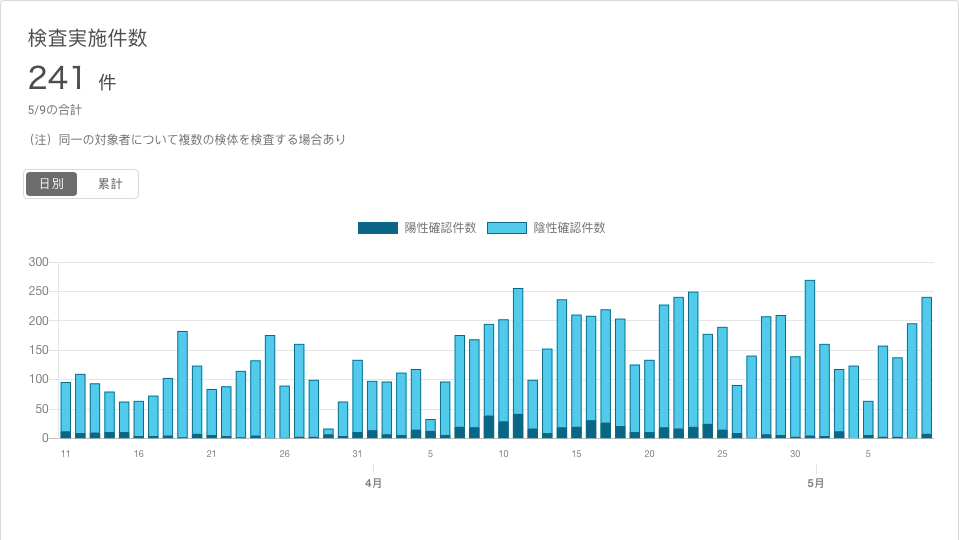 検査実施件数
241 件
5/9の合計
（注）同一の対象者について複数の検体を検査する場合あり
日別 累計
陽性確認件数 陰性確認件数
300
250
200
150
100
50
0
11 16 21 26 31 5 10 15 20 25 30 5
4月 5月